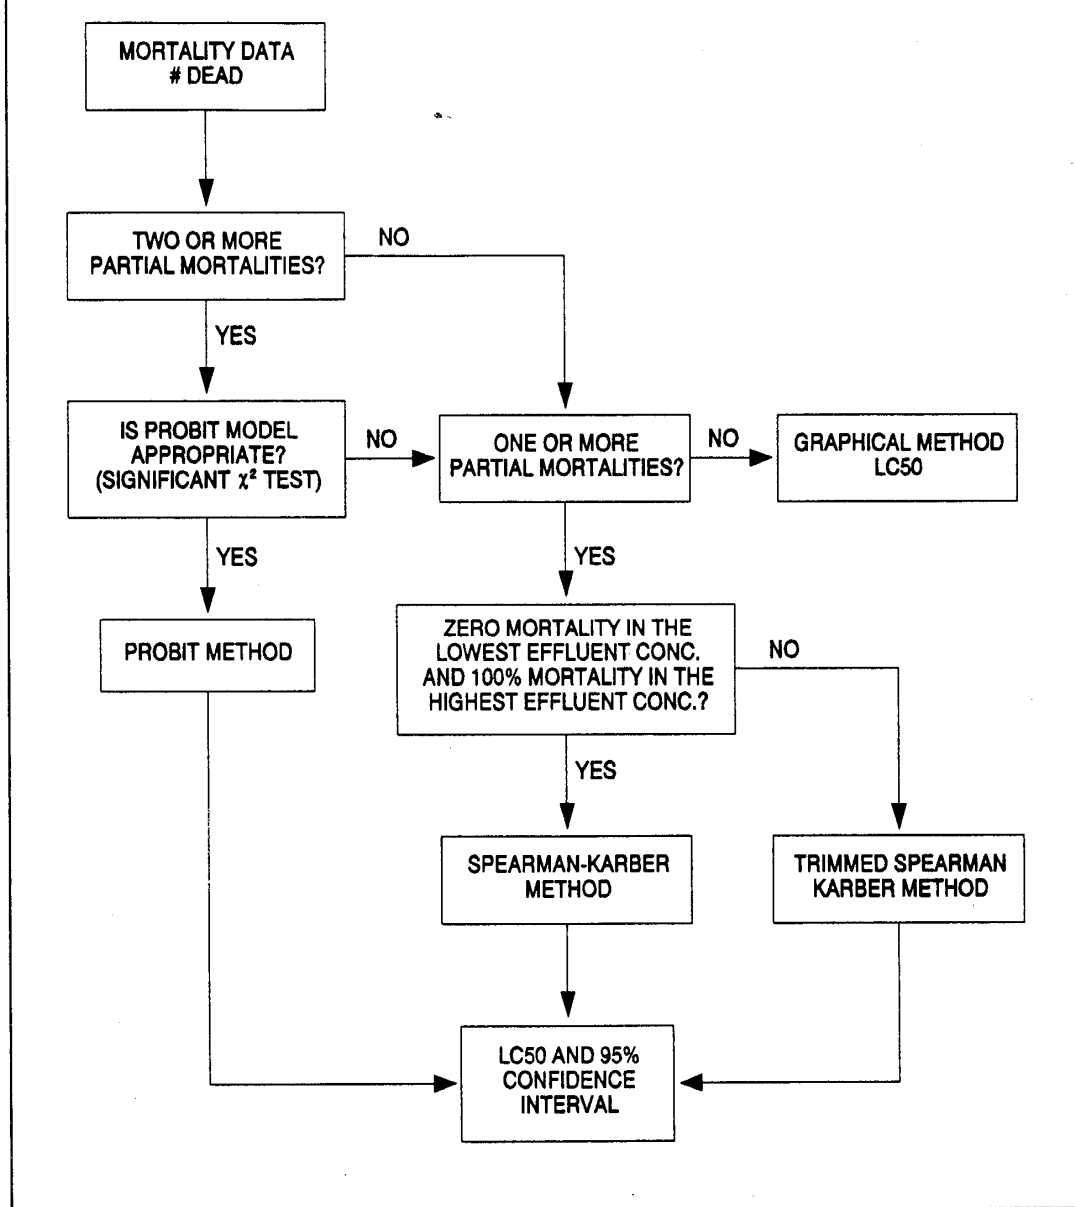 MORTALITY DATA
# DEAD
TWO OR MORE
PARTIAL MORTALITIES?
NO
YES
IS PROBIT MODEL
APPROPRIATE?
(SIGNIFICANT χ² TEST)
NO
ONE OR MORE
PARTIAL MORTALITIES?
NO
GRAPHICAL METHOD
LC50
YES
YES
PROBIT METHOD
ZERO MORTALITY IN THE
LOWEST EFFLUENT CONC.
AND 100% MORTALITY IN THE
HIGHEST EFFLUENT CONC.?
NO
YES
SPEARMAN-KARBER
METHOD
TRIMMED SPEARMAN
KARBER METHOD
LC50 AND 95%
CONFIDENCE
INTERVAL